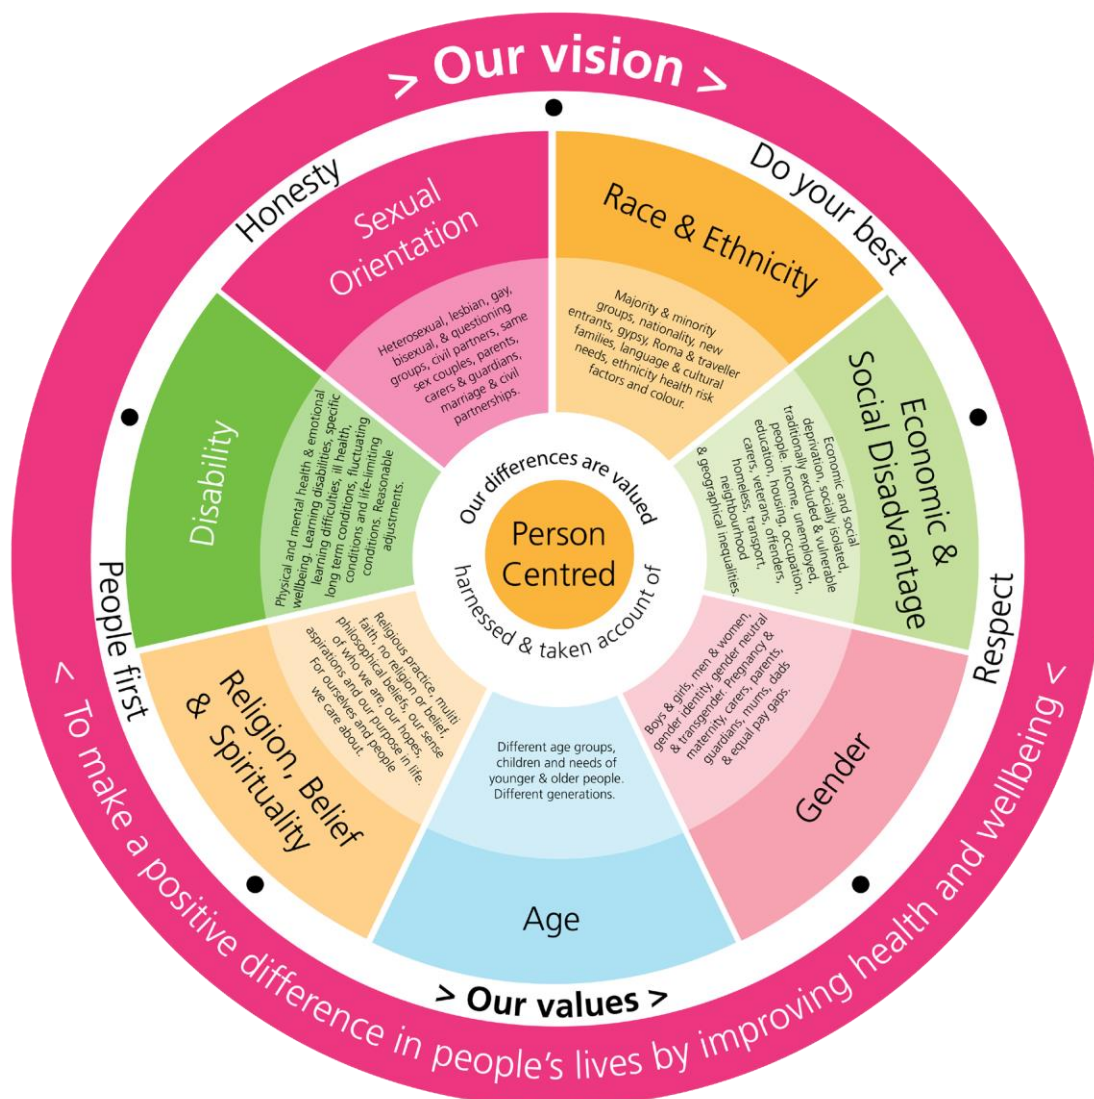 > Our vision >
< To make a positive difference in people's lives by improving health and wellbeing <
Honesty
Do your best
Respect
> Our values >
People first
Sexual
Orientation
Heterosexual, lesbian, gay,
bisexual, & questioning
groups, civil partners, same
sex couples, parents,
carers & guardians,
marriage & civil
partnerships.
Race & Ethnicity
Majority & minority
groups, nationality, new
entrants, gypsy, Roma & traveller
families, language & cultural
needs, ethnicity health risk
factors and colour.
Economic &
Social Disadvantage
Economic and social
deprivation, socially isolated,
traditionally excluded & vulnerable
people. Income, unemployed,
education, housing, occupation,
carers, veterans, offenders,
homeless, transport,
neighbourhood
& geographical inequalities.
Gender
Boys & girls, men & women,
gender identity, gender neutral
& transgender. Pregnancy &
maternity, carers, parents,
guardians, mums, dads
& equal pay gaps.
Age
Different age groups,
children and needs of
younger & older people.
Different generations.
Religion, Belief
& Spirituality
Religious practice, muliti
faith, no religion or belief,
philosophical beliefs, our sense
of who we are, our hopes,
aspirations and our purpose in life.
For ourselves and people
we care about.
Disability
Physical and mental health & emotional
wellbeing. Learning disabilities, specific
learning difficulties, ill health,
long term conditions, fluctuating
conditions and life-limiting
conditions. Reasonable
adjustments.
Our differences are valued
harnessed & taken account of
Person
Centred